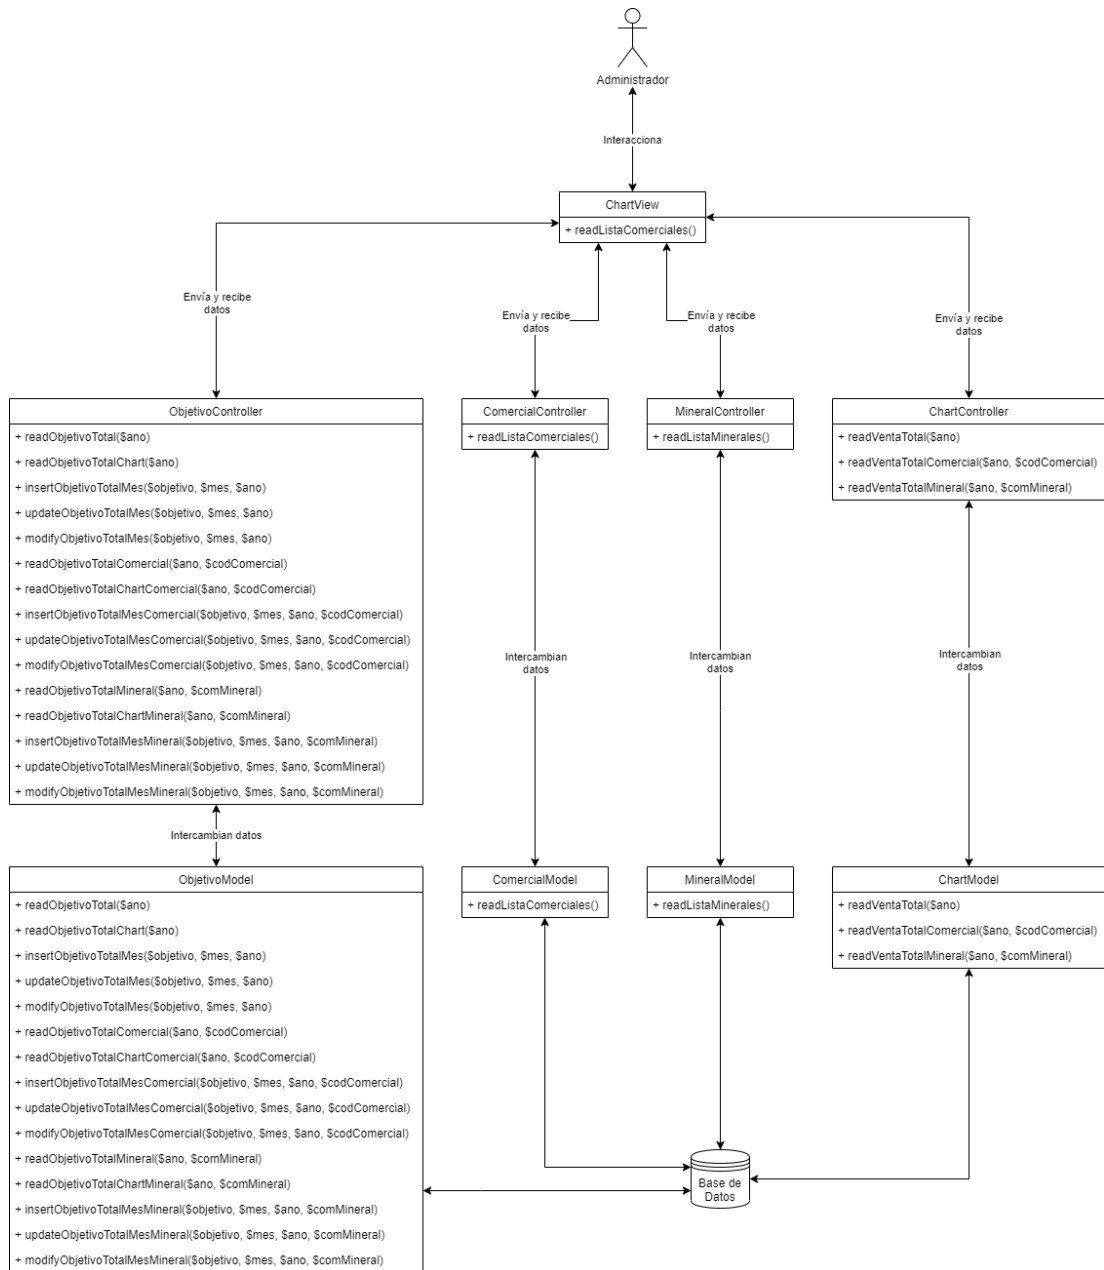 Administrador
Interacciona
ChartView
+ readListaComerciales()
Envía y recibe
datos
Envía y recibe
datos
Envía y recibe
datos
Envía y recibe
datos
ObjetivoController
+ readObjetivoTotal($ano)
+ readObjetivoTotalChart($ano)
+ insertObjetivoTotalMes($objetivo, $mes, $ano)
+ updateObjetivoTotalMes($objetivo, $mes, $ano)
+ modifyObjetivoTotalMes($objetivo, $mes, $ano)
+ readObjetivoTotalComercial($ano, $codComercial)
+ readObjetivoTotalChartComercial($ano, $codComercial)
+ insertObjetivoTotalMesComercial($objetivo, $mes, $ano, $codComercial)
+ updateObjetivoTotalMesComercial($objetivo, $mes, $ano, $codComercial)
+ modifyObjetivoTotalMesComercial($objetivo, $mes, $ano, $codComercial)
+ readObjetivoTotalMineral($ano, $comMineral)
+ readObjetivoTotalChartMineral($ano, $comMineral)
+ insertObjetivoTotalMesMineral($objetivo, $mes, $ano, $comMineral)
+ updateObjetivoTotalMesMineral($objetivo, $mes, $ano, $comMineral)
+ modifyObjetivoTotalMesMineral($objetivo, $mes, $ano, $comMineral)
ComercialController
+ readListaComerciales()
MineralController
+ readListaMinerales()
ChartController
+ readVentaTotal($ano)
+ readVentaTotalComercial($ano, $codComercial)
+ readVentaTotalMineral($ano, $comMineral)
Intercambian datos
Intercambian
datos
Intercambian
datos
Intercambian
datos
ObjetivoModel
+ readObjetivoTotal($ano)
+ readObjetivoTotalChart($ano)
+ insertObjetivoTotalMes($objetivo, $mes, $ano)
+ updateObjetivoTotalMes($objetivo, $mes, $ano)
+ modifyObjetivoTotalMes($objetivo, $mes, $ano)
+ readObjetivoTotalComercial($ano, $codComercial)
+ readObjetivoTotalChartComercial($ano, $codComercial)
+ insertObjetivoTotalMesComercial($objetivo, $mes, $ano, $codComercial)
+ updateObjetivoTotalMesComercial($objetivo, $mes, $ano, $codComercial)
+ modifyObjetivoTotalMesComercial($objetivo, $mes, $ano, $codComercial)
+ readObjetivoTotalMineral($ano, $comMineral)
+ readObjetivoTotalChartMineral($ano, $comMineral)
+ insertObjetivoTotalMesMineral($objetivo, $mes, $ano, $comMineral)
+ updateObjetivoTotalMesMineral($objetivo, $mes, $ano, $comMineral)
+ modifyObjetivoTotalMesMineral($objetivo, $mes, $ano, $comMineral)
ComercialModel
+ readListaComerciales()
MineralModel
+ readListaMinerales()
ChartModel
+ readVentaTotal($ano)
+ readVentaTotalComercial($ano, $codComercial)
+ readVentaTotalMineral($ano, $comMineral)
Base de
Datos